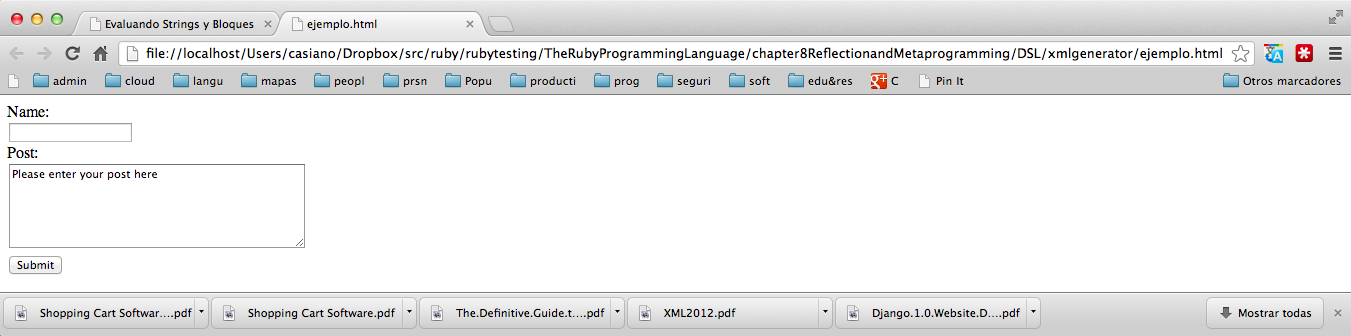 Evaluando Strings y Bloques
ejemplo.html
file://localhost/Users/casiano/Dropbox/src/ruby/rubytesting/TheRubyProgrammingLanguage/chapter8ReflectionandMetaprogramming/DSL/xmlgenerator/ejemplo.html
admin cloud langu mapas peopl prsn Popu producti prog seguri soft edu&res g+ C Pin It Otros marcadores
Name:
Post:
Please enter your post here
Submit
Shopping Cart Softwar....pdf Shopping Cart Software.pdf The.Definitive.Guide.t....pdf XML2012.pdf Django.1.0.Website.D....pdf Mostrar todas